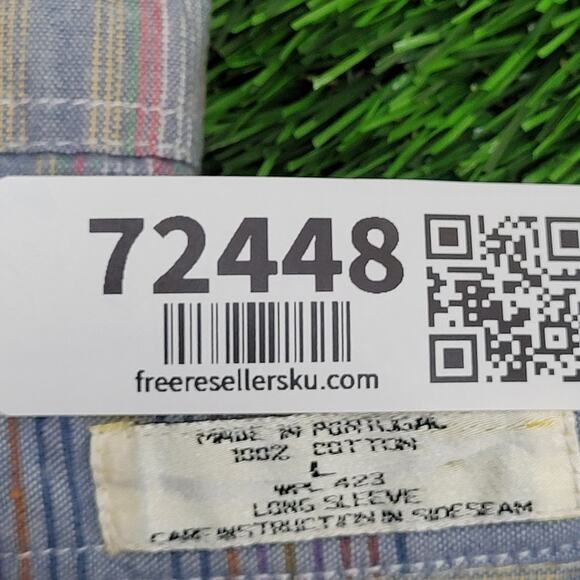 72448
freeresellersku.com
MADE IN PORTUGAL
100% COTTON
L
WPL 423
LONG SLEEVE
CARE INSTRUCTION IN SIDESEAM